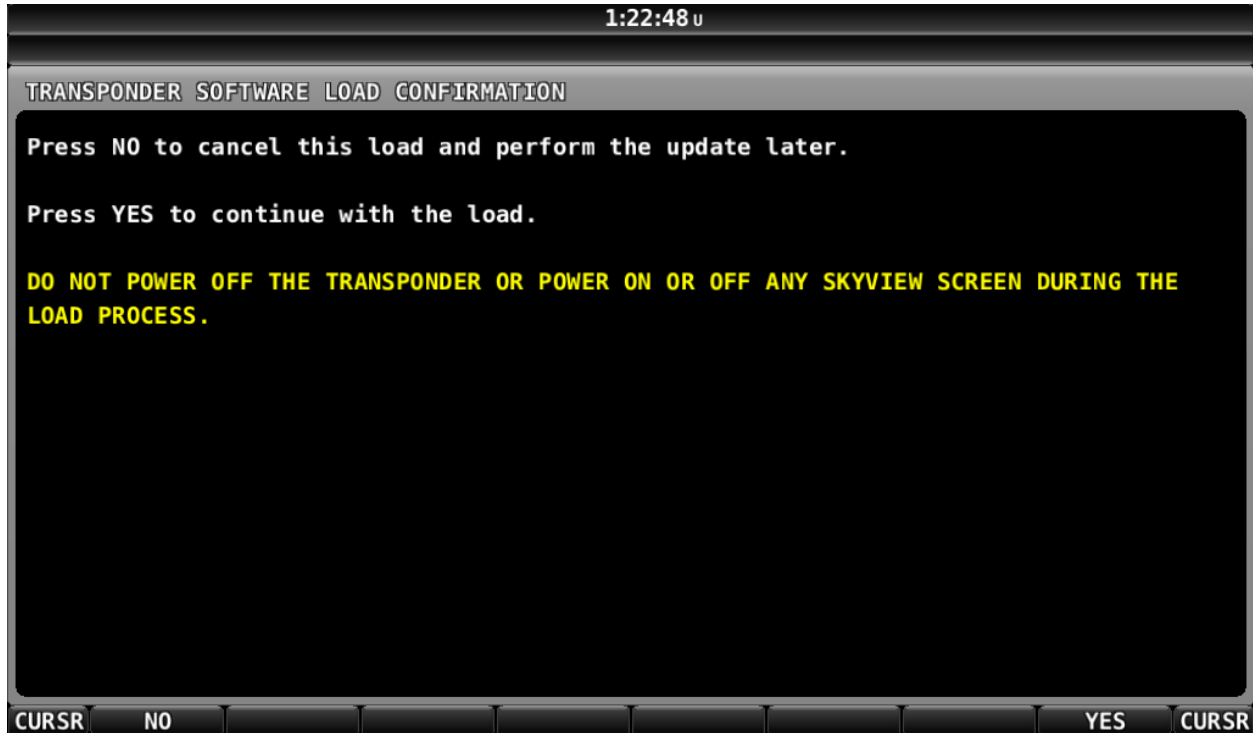 1:22:48 U
TRANSPONDER SOFTWARE LOAD CONFIRMATION
Press NO to cancel this load and perform the update later.
Press YES to continue with the load.
DO NOT POWER OFF THE TRANSPONDER OR POWER ON OR OFF ANY SKYVIEW SCREEN DURING THE
LOAD PROCESS.
CURSR NO YES CURSR